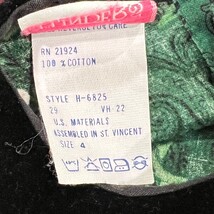 RN 21924
100 % COTTON
STYLE H-6825
29 VH 22
U.S. MATERIALS
ASSEMBLED IN ST. VINCENT
SIZE 4